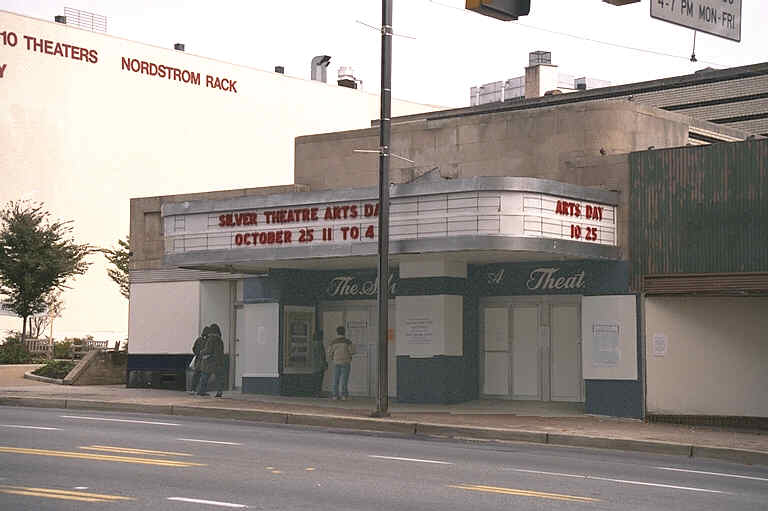 10 THEATERS
NORDSTROM RACK
Y
4-7 PM MON-FRI
SILVER THEATRE ARTS DA
OCTOBER 25 11 TO 4
ARTS DAY
10 25
The Sil
A Theat